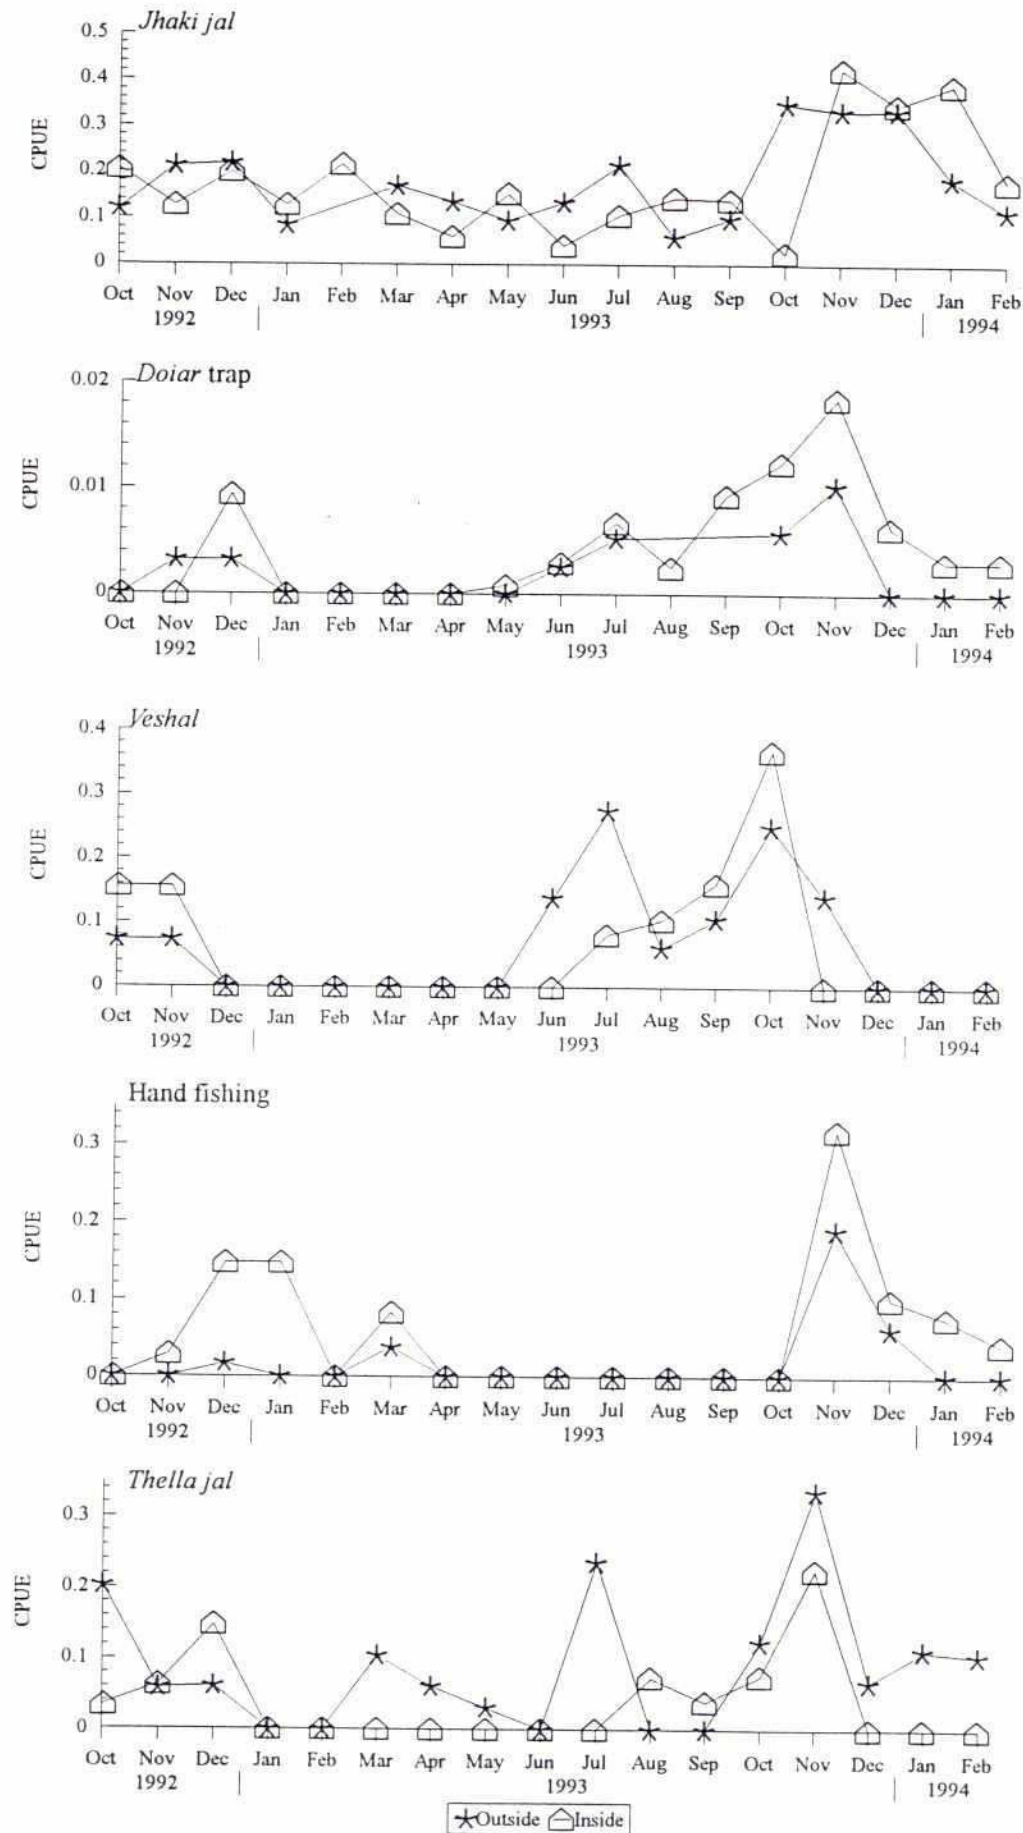 Jhaki jal
0.5
0.4
0.3
0.2
0.1
0
CPUE
Oct Nov Dec Jan Feb Mar Apr May Jun Jul Aug Sep Oct Nov Dec Jan Feb
1992 | 1993 | 1994
Doiar trap
0.02
0.01
0
CPUE
Oct Nov Dec Jan Feb Mar Apr May Jun Jul Aug Sep Oct Nov Dec Jan Feb
1992 | 1993 | 1994
Veshal
0.4
0.3
0.2
0.1
0
CPUE
Oct Nov Dec Jan Feb Mar Apr May Jun Jul Aug Sep Oct Nov Dec Jan Feb
1992 | 1993 | 1994
Hand fishing
0.3
0.2
0.1
0
CPUE
Oct Nov Dec Jan Feb Mar Apr May Jun Jul Aug Sep Oct Nov Dec Jan Feb
1992 | 1993 | 1994
Thella jal
0.3
0.2
0.1
0
CPUE
Oct Nov Dec Jan Feb Mar Apr May Jun Jul Aug Sep Oct Nov Dec Jan Feb
1992 | 1993 | 1994
Outside Inside